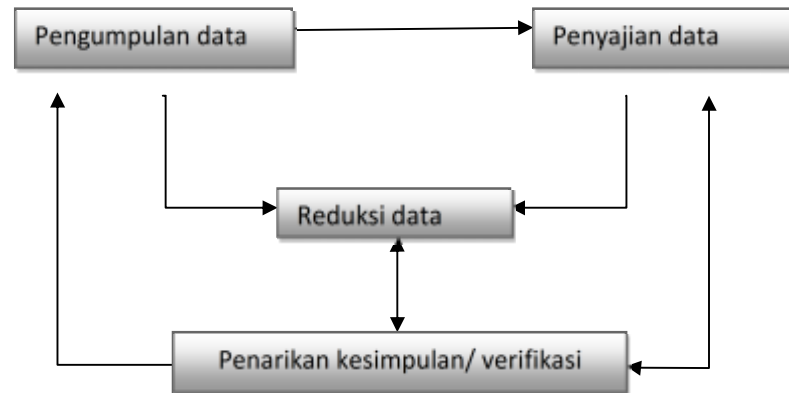 Pengumpulan data
Penyajian data
Reduksi data
Penarikan kesimpulan/ verifikasi